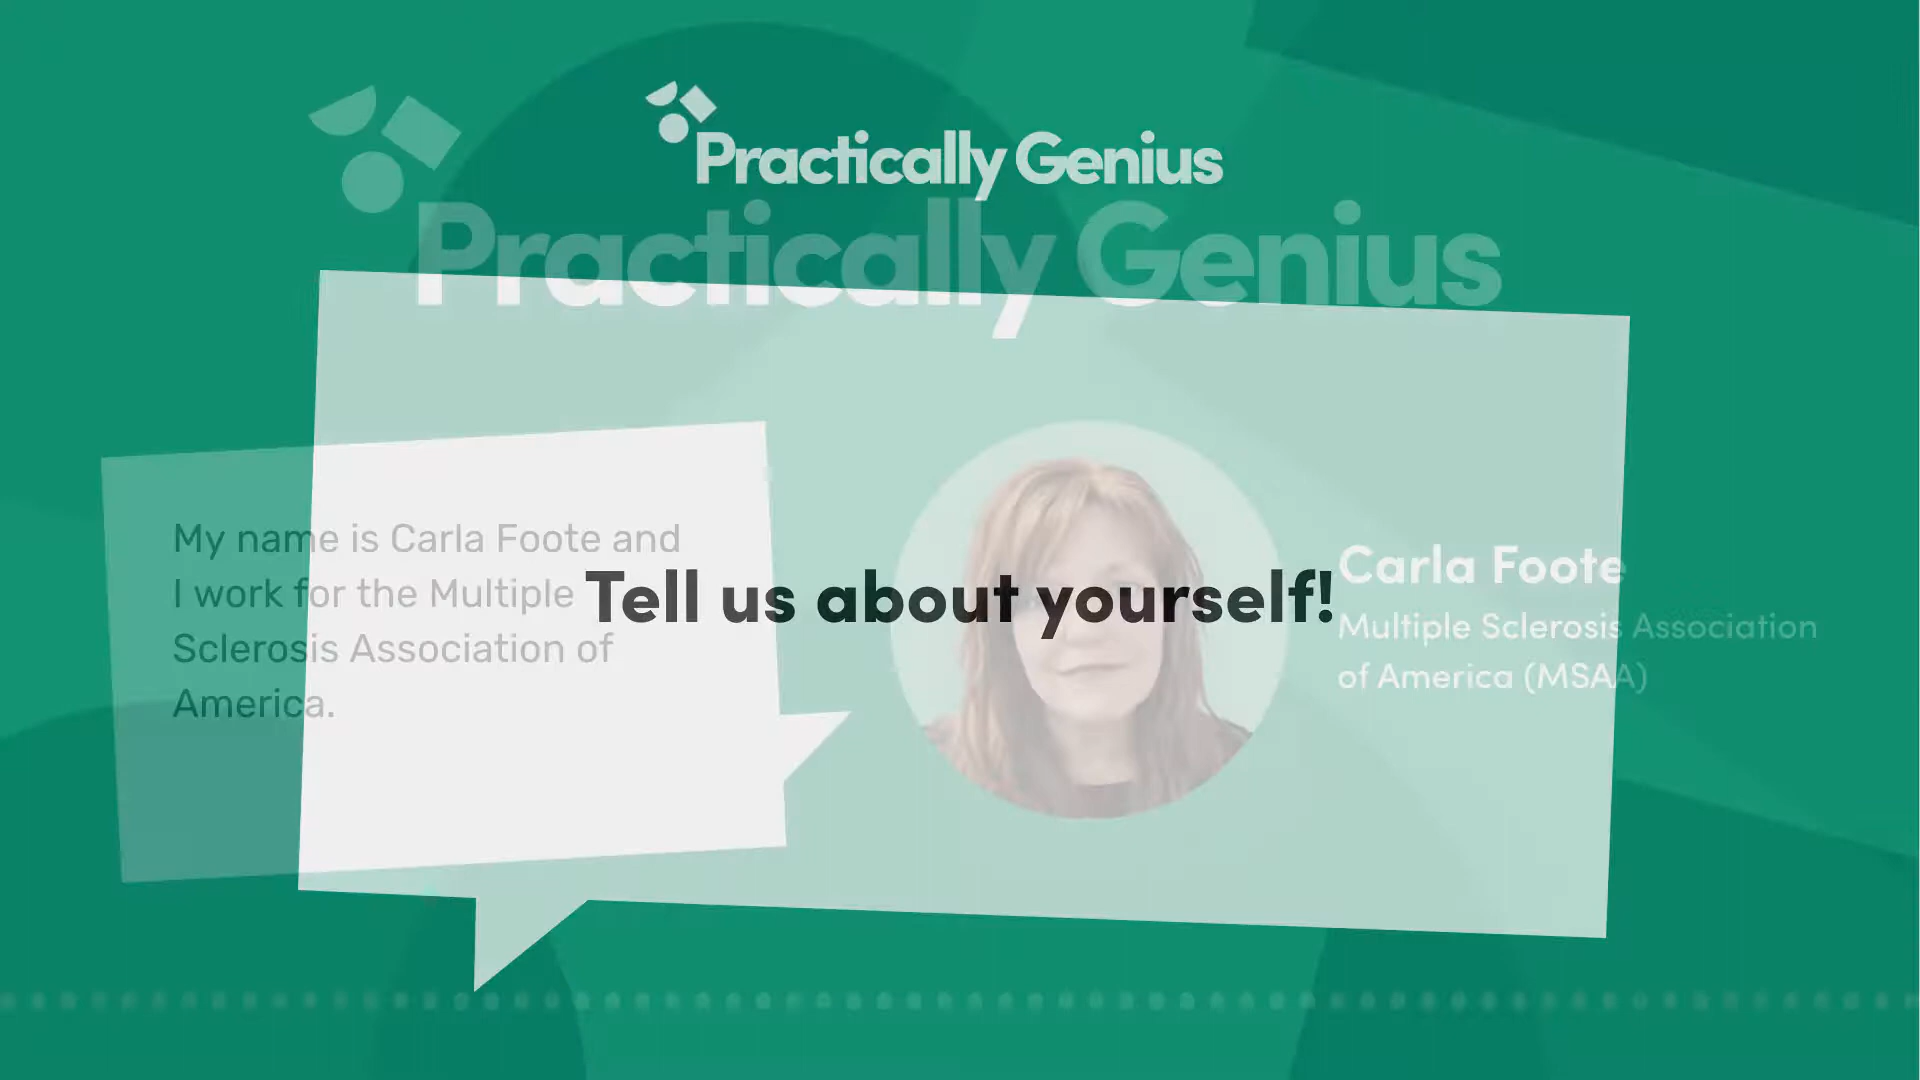 Practically Genius
Practically Genius
My name is Carla Foote and
I work for the Multiple
Sclerosis Association of
America.
Tell us about yourself!
Carla Foote
Multiple Sclerosis Association
of America (MSAA)